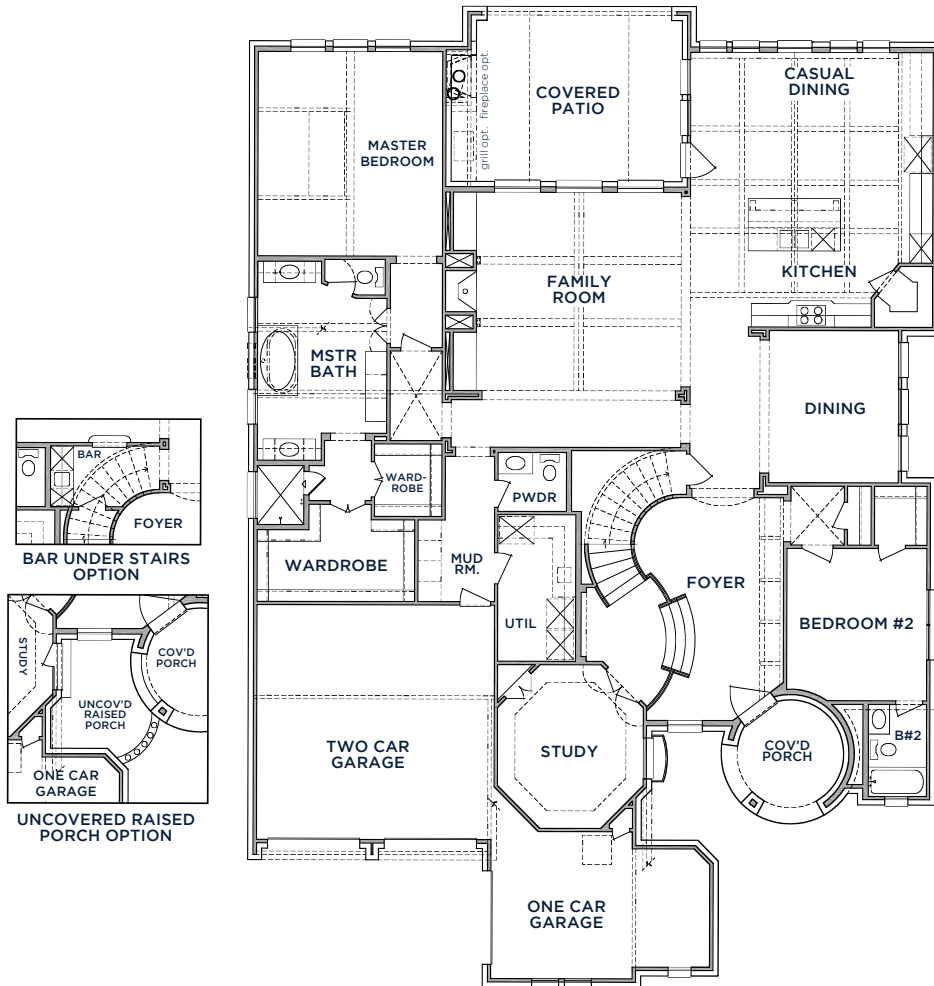 COVERED
PATIO
grill opt. fireplace opt.
CASUAL
DINING
MASTER
BEDROOM
KITCHEN
FAMILY
ROOM
MSTR
BATH
DINING
WARD-
ROBE
PWDR
WARDROBE
MUD
RM.
UTIL
FOYER
BEDROOM #2
TWO CAR
GARAGE
STUDY
COV'D
PORCH
B#2
ONE CAR
GARAGE
BAR
FOYER
BAR UNDER STAIRS
OPTION
STUDY
COV'D
PORCH
UNCOV'D
RAISED
PORCH
ONE CAR
GARAGE
UNCOVERED RAISED
PORCH OPTION